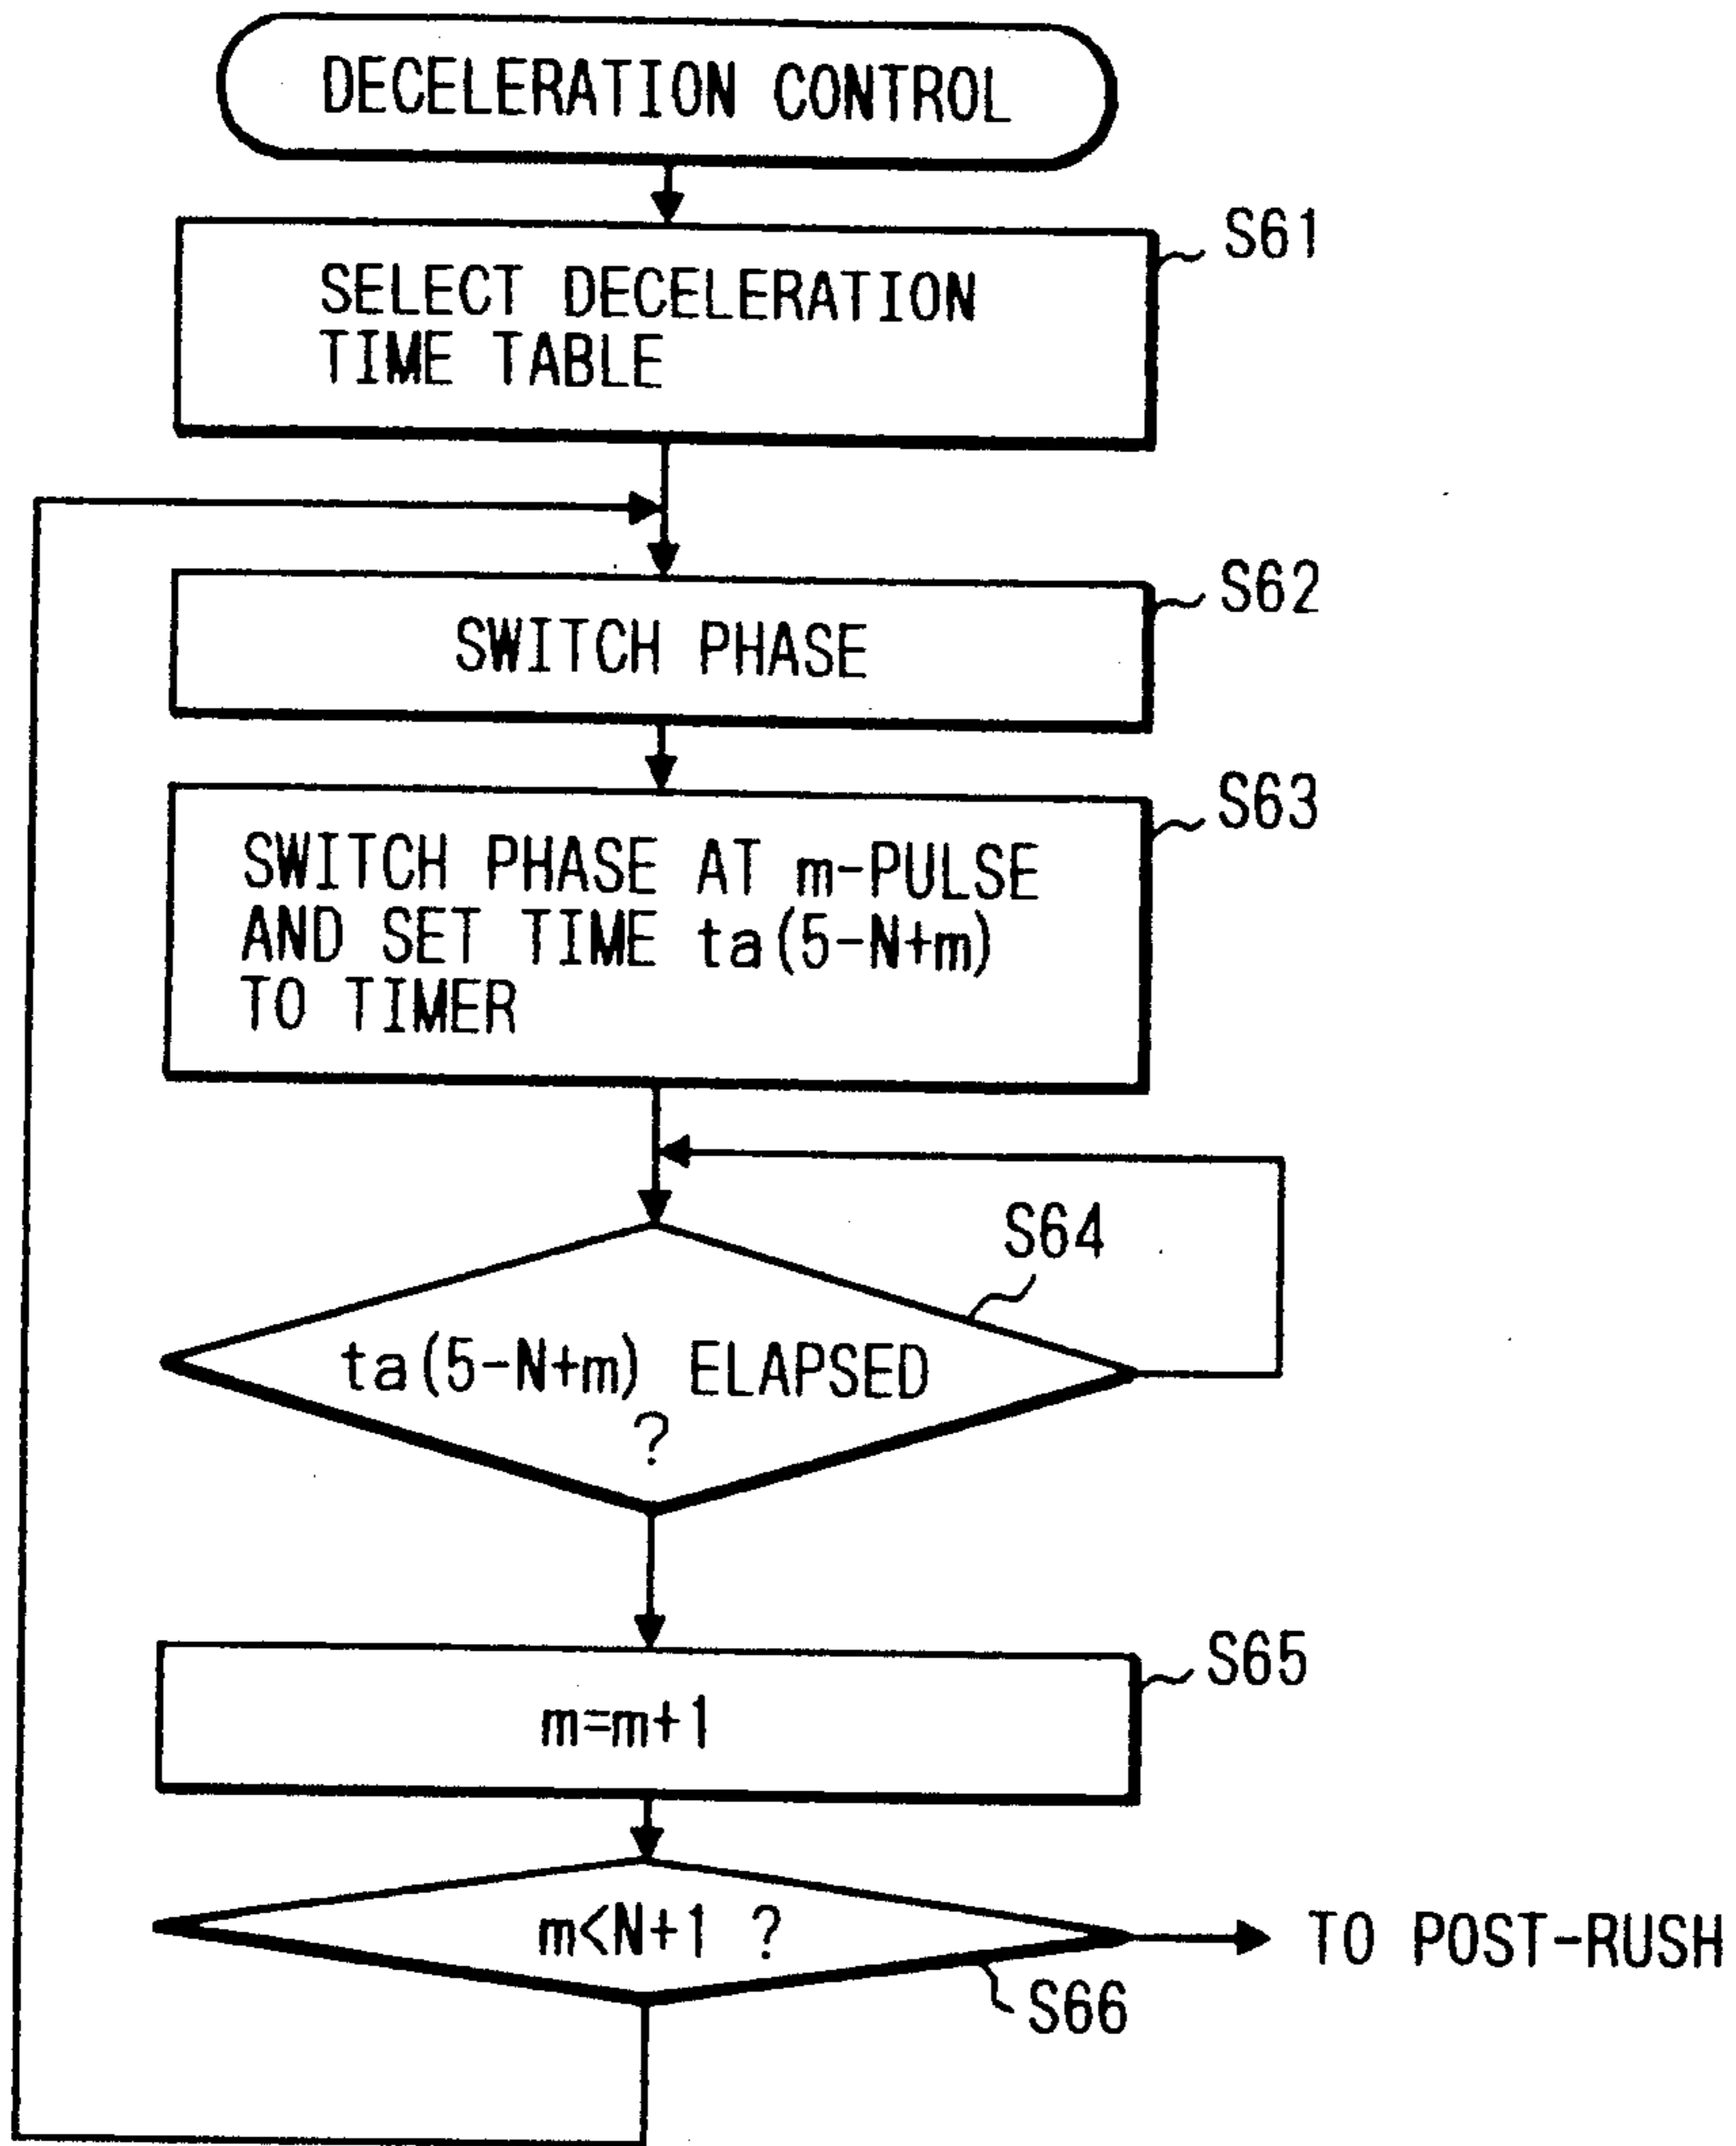 DECELERATION CONTROL
S61
SELECT DECELERATION
TIME TABLE
S62
SWITCH PHASE
S63
SWITCH PHASE AT m-PULSE
AND SET TIME ta(5-N+m)
TO TIMER
S64
ta(5-N+m) ELAPSED
?
S65
m=m+1
m<N+1 ?
TO POST-RUSH
S66